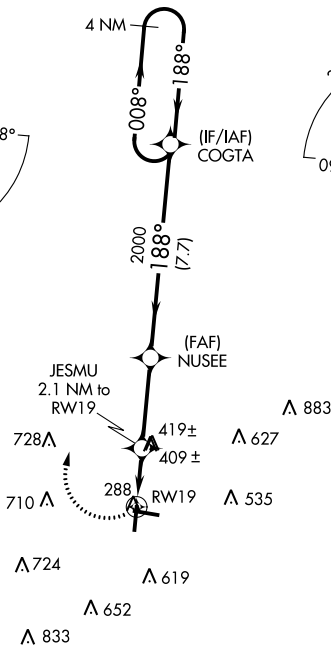 4 NM
188°
008°
(IF/IAF)
COGTA
8°
2000
188°
(7.7)
(FAF)
NUSEE
JESMU
2.1 NM to
RW19
883
419±
728
627
409 ±
288
RW19
710
535
724
619
652
833